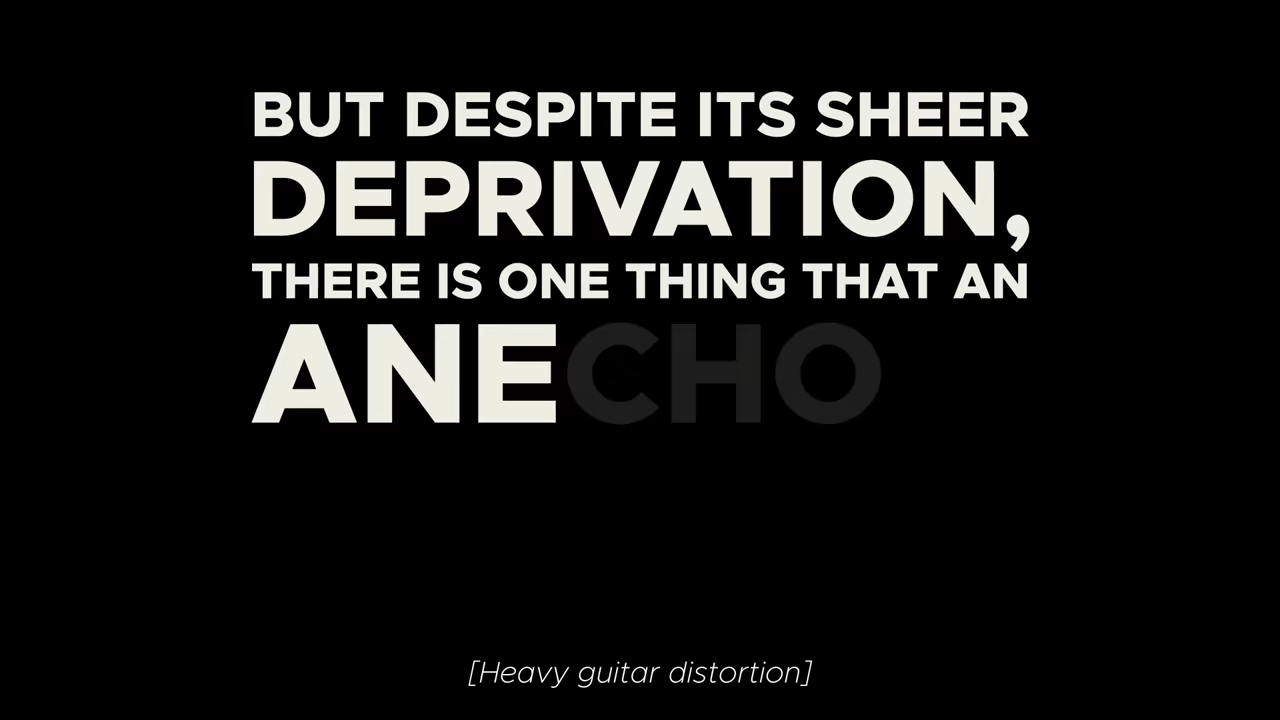 BUT DESPITE ITS SHEER
DEPRIVATION,
THERE IS ONE THING THAT AN
ANECHO
[Heavy guitar distortion]